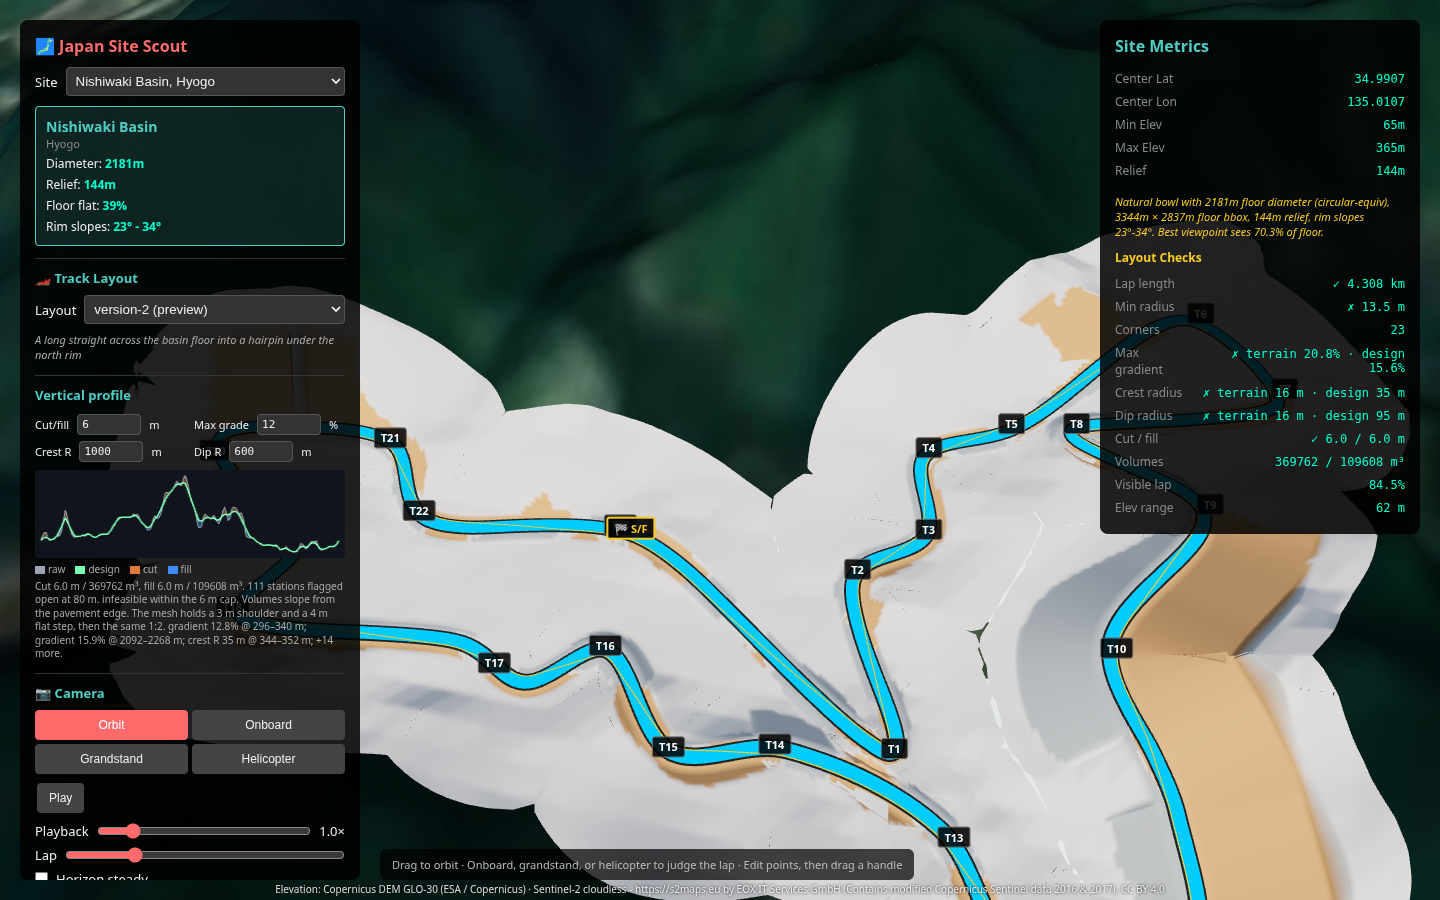 🗾 Japan Site Scout
Site Nishiwaki Basin, Hyogo
Nishiwaki Basin
Hyogo
Diameter: 2181m
Relief: 144m
Floor flat: 39%
Rim slopes: 23° - 34°
🏎️ Track Layout
Layout version-2 (preview)
A long straight across the basin floor into a hairpin under the
north rim
Vertical profile
Cut/fill 6 m Max grade 12 %
Crest R 1000 m Dip R 600 m
raw design cut fill
Cut 6.0 m / 369762 m³, fill 6.0 m / 109608 m³. 111 stations flagged
open at 80 m. infeasible within the 6 m cap. Volumes slope from
the pavement edge. The mesh holds a 3 m shoulder and a 4 m
flat step, then the same 1:2. gradient 12.8% @ 296–340 m;
gradient 15.9% @ 2092–2268 m; crest R 35 m @ 344–352 m; +14
more.
📷 Camera
Orbit Onboard
Grandstand Helicopter
Play
Playback 1.0×
Lap
Horizon steady
T21
T22
🏁 S/F
T17
T16
T15
T14
T13
T1
T2
T3
T4
T5
T6
T8
T9
T10
Site Metrics
Center Lat 34.9907
Center Lon 135.0107
Min Elev 65m
Max Elev 365m
Relief 144m
Natural bowl with 2181m floor diameter (circular-equiv),
3344m × 2837m floor bbox, 144m relief, rim slopes
23°-34°. Best viewpoint sees 70.3% of floor.
Layout Checks
Lap length ✓ 4.308 km
Min radius ✗ 13.5 m
Corners 23
Max gradient ✗ terrain 20.8% · design 15.6%
Crest radius ✗ terrain 16 m · design 35 m
Dip radius ✗ terrain 16 m · design 95 m
Cut / fill ✓ 6.0 / 6.0 m
Volumes 369762 / 109608 m³
Visible lap 84.5%
Elev range 62 m
Drag to orbit · Onboard, grandstand, or helicopter to judge the lap · Edit points, then drag a handle
Elevation: Copernicus DEM GLO-30 (ESA / Copernicus) · Sentinel-2 cloudless - https://s2maps.eu by EOX IT Services GmbH (Contains modified Copernicus Sentinel data 2016 & 2017), CC BY 4.0